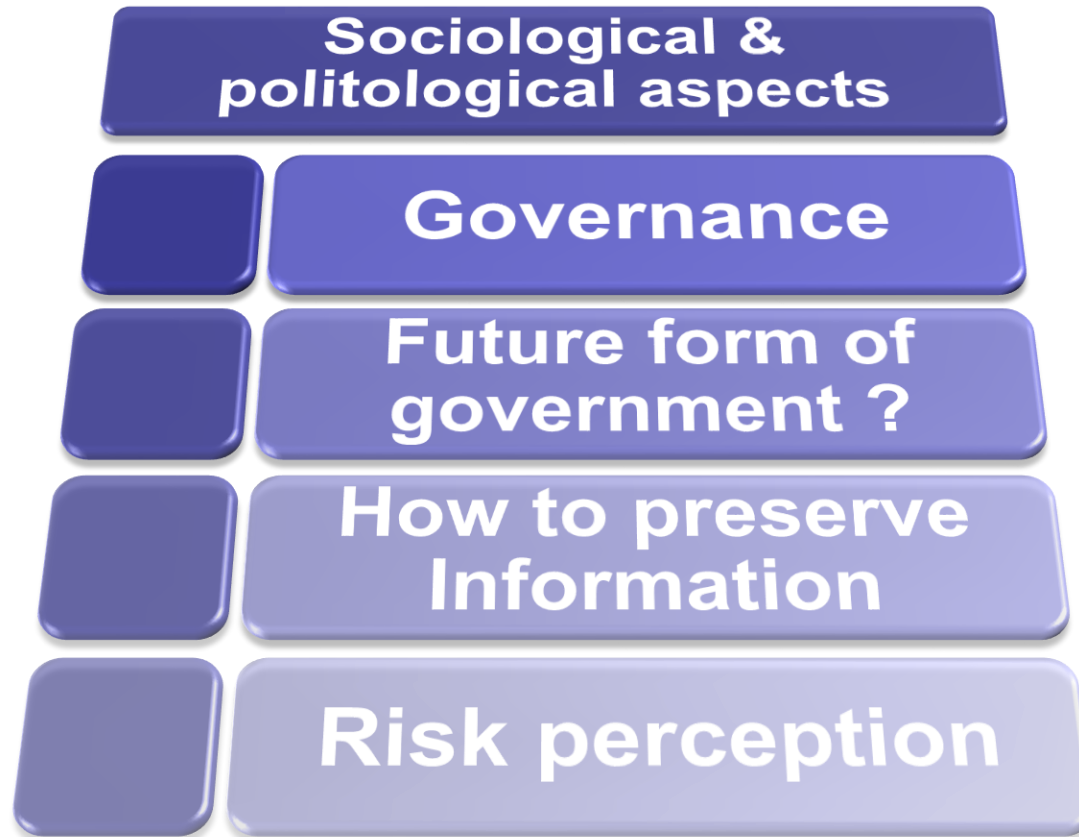 Sociological &
politological aspects
Governance
Future form of
government ?
How to preserve
Information
Risk perception